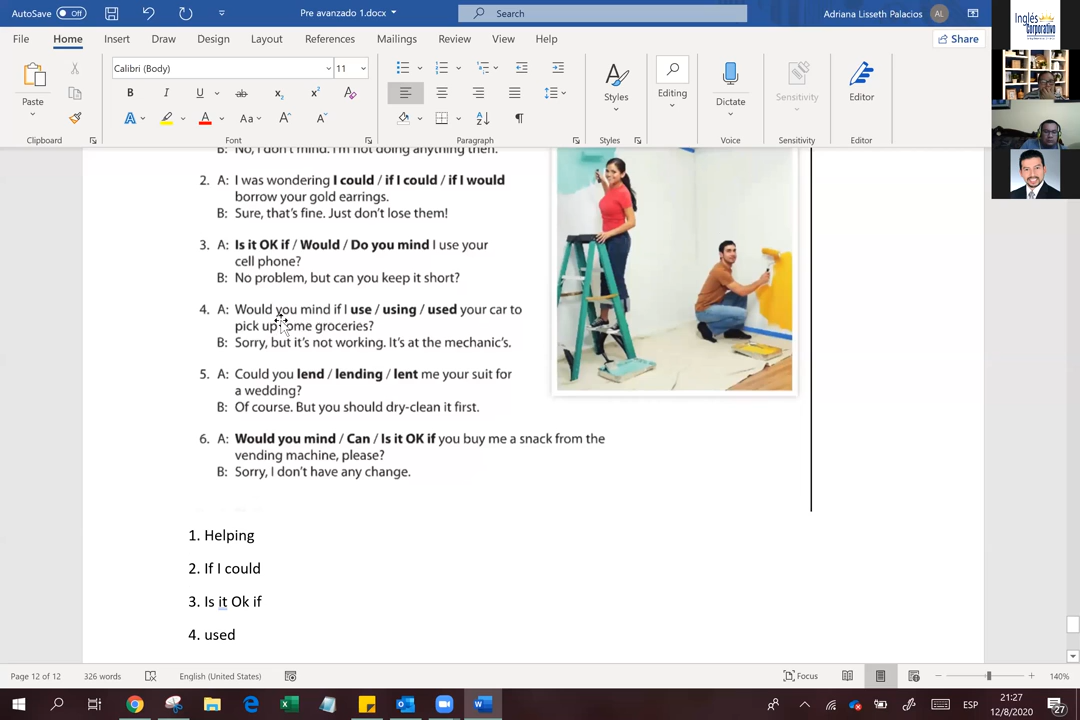 AutoSave Off
Pre avanzado 1.docx
Search
Adriana Lisseth Palacios
AL
Inglés
Corporativo
File Home Insert Draw Design Layout References Mailings Review View Help
Share
Paste
Calibri (Body)
11
Styles
Editing
Dictate
Sensitivity
Editor
Clipboard
Font
Paragraph
Styles
Voice
Sensitivity
Editor
B: No, I don't mind. I'm not doing anything then.
2. A: I was wondering I could / if I could / if I would
borrow your gold earrings.
B: Sure, that's fine. Just don't lose them!
3. A: Is it OK if / Would / Do you mind I use your
cell phone?
B: No problem, but can you keep it short?
4. A: Would you mind if I use / using / used your car to
pick up some groceries?
B: Sorry, but it's not working. It's at the mechanic's.
5. A: Could you lend / lending / lent me your suit for
a wedding?
B: Of course. But you should dry-clean it first.
6. A: Would you mind / Can / Is it OK if you buy me a snack from the
vending machine, please?
B: Sorry, I don't have any change.
1. Helping
2. If I could
3. Is it Ok if
4. used
Page 12 of 12
326 words
English (United States)
Focus
140%
ESP
21:27
12/8/2020
27